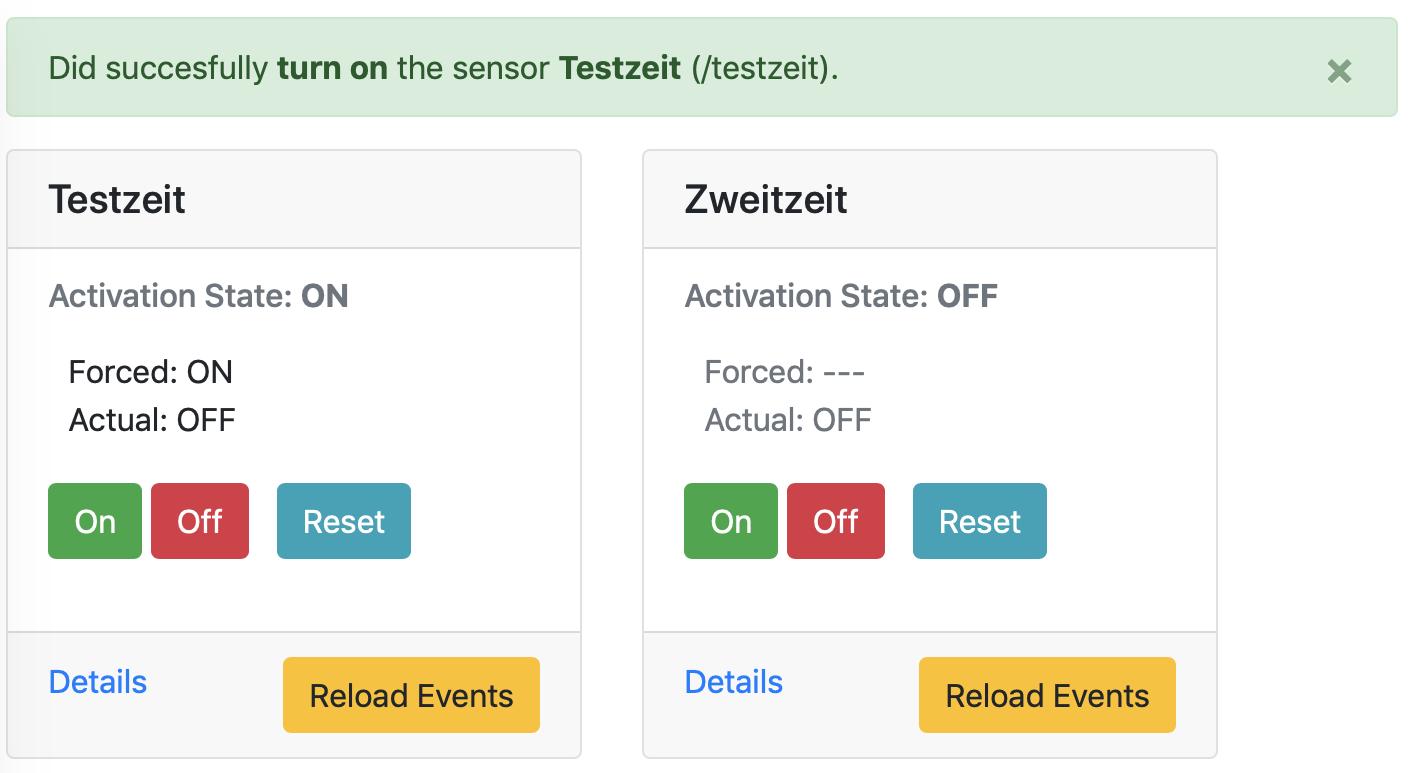 Did succesfully turn on the sensor Testzeit (/testzeit).
×
Testzeit
Activation State: ON
Forced: ON
Actual: OFF
On Off Reset
Details Reload Events
Zweitzeit
Activation State: OFF
Forced: ---
Actual: OFF
On Off Reset
Details Reload Events